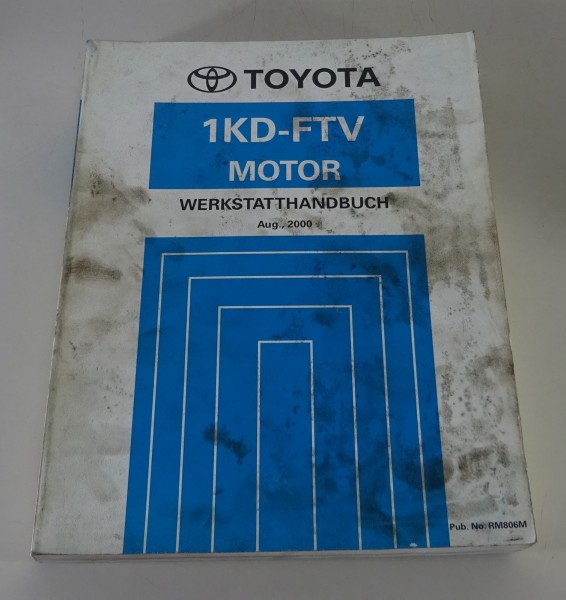 TOYOTA
1KD-FTV
MOTOR
WERKSTATTHANDBUCH
Aug., 2000
Pub. No. RM806M